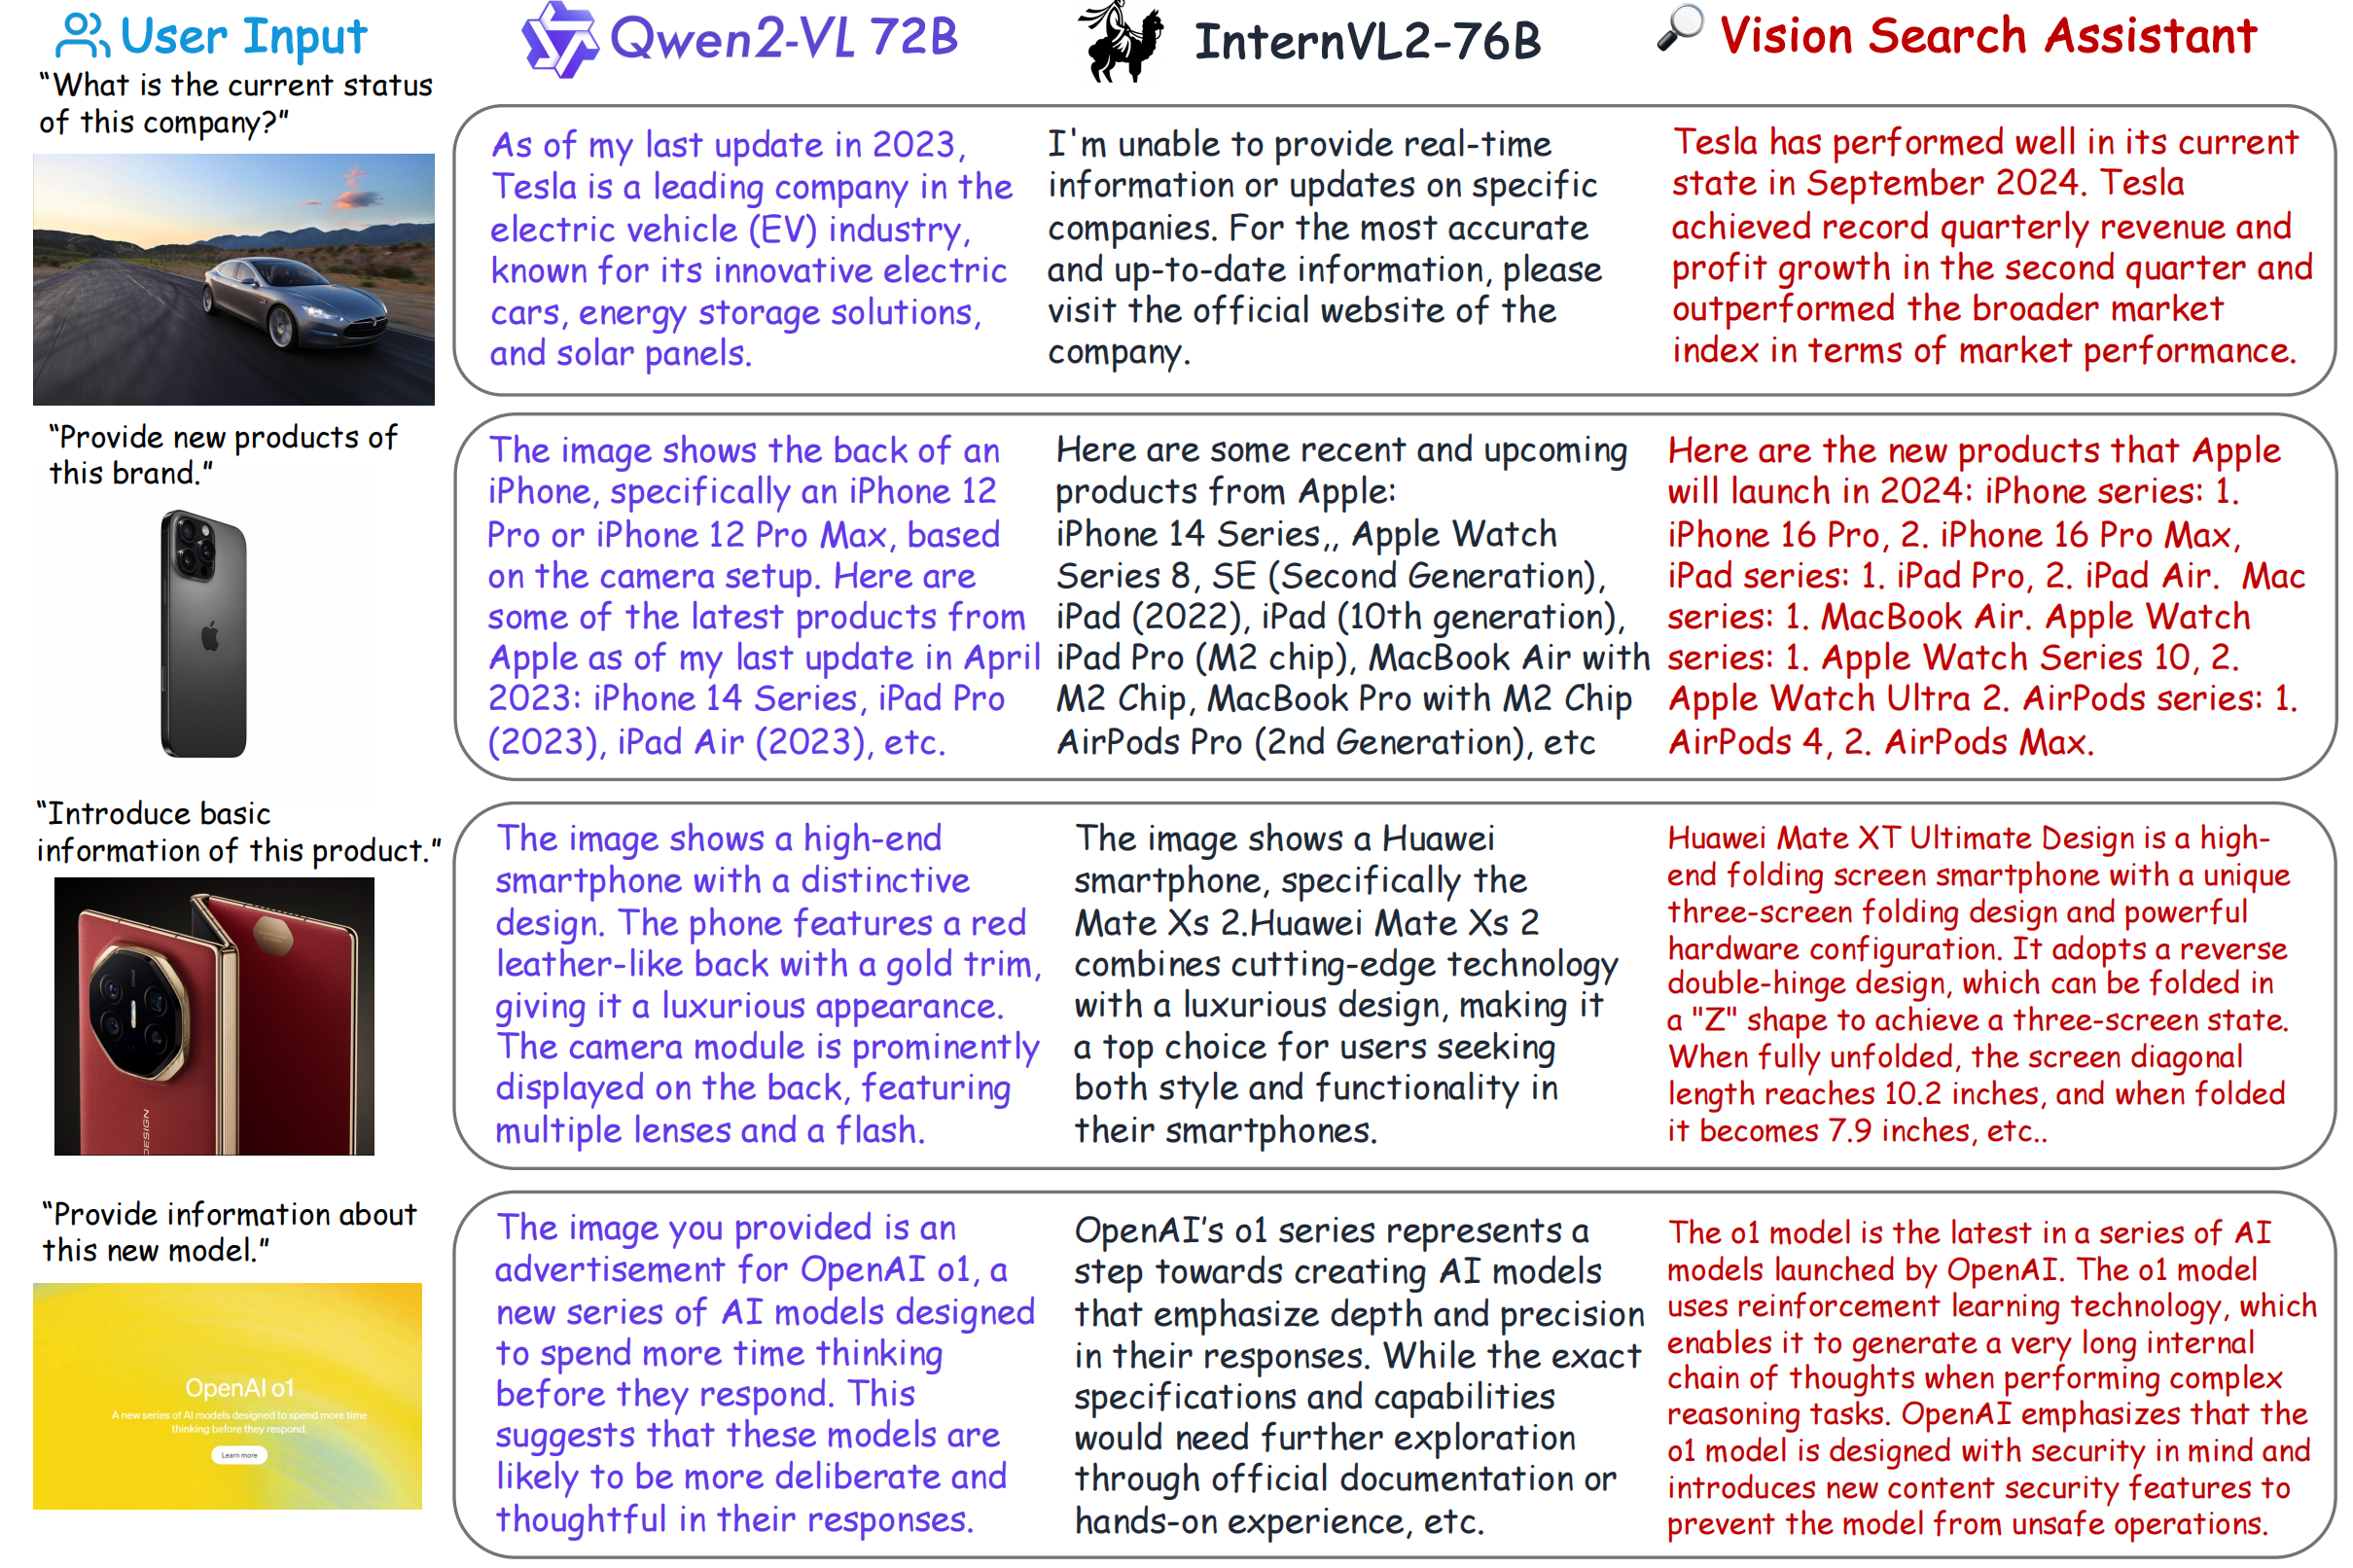 User Input
Qwen2-VL 72B
InternVL2-76B
Vision Search Assistant
“What is the current status
of this company?”
As of my last update in 2023,
Tesla is a leading company in the
electric vehicle (EV) industry,
known for its innovative electric
cars, energy storage solutions,
and solar panels.
I'm unable to provide real-time
information or updates on specific
companies. For the most accurate
and up-to-date information, please
visit the official website of the
company.
Tesla has performed well in its current
state in September 2024. Tesla
achieved record quarterly revenue and
profit growth in the second quarter and
outperformed the broader market
index in terms of market performance.
“Provide new products of
this brand.”
The image shows the back of an
iPhone, specifically an iPhone 12
Pro or iPhone 12 Pro Max, based
on the camera setup. Here are
some of the latest products from
Apple as of my last update in April
2023: iPhone 14 Series, iPad Pro
(2023), iPad Air (2023), etc.
Here are some recent and upcoming
products from Apple:
iPhone 14 Series,, Apple Watch
Series 8, SE (Second Generation),
iPad (2022), iPad (10th generation),
iPad Pro (M2 chip), MacBook Air with
M2 Chip, MacBook Pro with M2 Chip
AirPods Pro (2nd Generation), etc
Here are the new products that Apple
will launch in 2024: iPhone series: 1.
iPhone 16 Pro, 2. iPhone 16 Pro Max,
iPad series: 1. iPad Pro, 2. iPad Air. Mac
series: 1. MacBook Air. Apple Watch
series: 1. Apple Watch Series 10, 2.
Apple Watch Ultra 2. AirPods series: 1.
AirPods 4, 2. AirPods Max.
“Introduce basic
information of this product.”
DESIGN
The image shows a high-end
smartphone with a distinctive
design. The phone features a red
leather-like back with a gold trim,
giving it a luxurious appearance.
The camera module is prominently
displayed on the back, featuring
multiple lenses and a flash.
The image shows a Huawei
smartphone, specifically the
Mate Xs 2.Huawei Mate Xs 2
combines cutting-edge technology
with a luxurious design, making it
a top choice for users seeking
both style and functionality in
their smartphones.
Huawei Mate XT Ultimate Design is a high-
end folding screen smartphone with a unique
three-screen folding design and powerful
hardware configuration. It adopts a reverse
double-hinge design, which can be folded in
a "Z" shape to achieve a three-screen state.
When fully unfolded, the screen diagonal
length reaches 10.2 inches, and when folded
it becomes 7.9 inches, etc..
“Provide information about
this new model.”
OpenAI o1
A new series of AI models designed to spend more time
thinking before they respond.
Learn more
The image you provided is an
advertisement for OpenAI o1, a
new series of AI models designed
to spend more time thinking
before they respond. This
suggests that these models are
likely to be more deliberate and
thoughtful in their responses.
OpenAI’s o1 series represents a
step towards creating AI models
that emphasize depth and precision
in their responses. While the exact
specifications and capabilities
would need further exploration
through official documentation or
hands-on experience, etc.
The o1 model is the latest in a series of AI
models launched by OpenAI. The o1 model
uses reinforcement learning technology, which
enables it to generate a very long internal
chain of thoughts when performing complex
reasoning tasks. OpenAI emphasizes that the
o1 model is designed with security in mind and
introduces new content security features to
prevent the model from unsafe operations.